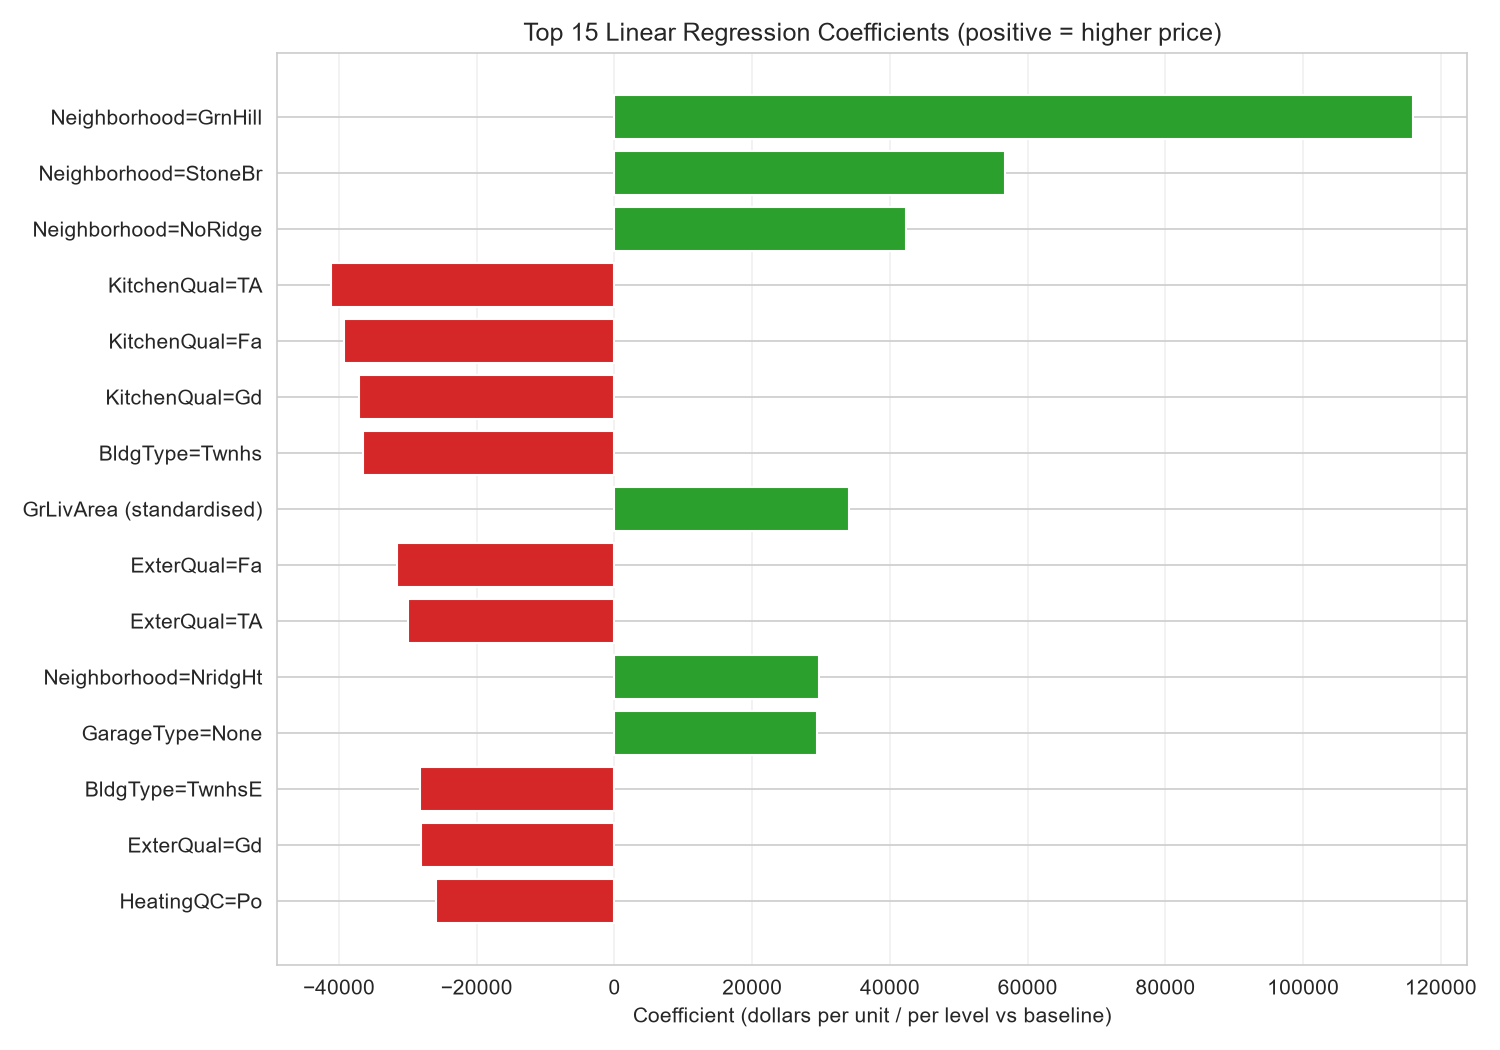 Top 15 Linear Regression Coefficients (positive = higher price)
Neighborhood=GrnHill
Neighborhood=StoneBr
Neighborhood=NoRidge
KitchenQual=TA
KitchenQual=Fa
KitchenQual=Gd
BldgType=Twnhs
GrLivArea (standardised)
ExterQual=Fa
ExterQual=TA
Neighborhood=NridgHt
GarageType=None
BldgType=TwnhsE
ExterQual=Gd
HeatingQC=Po
−40000 −20000 0 20000 40000 60000 80000 100000 120000
Coefficient (dollars per unit / per level vs baseline)